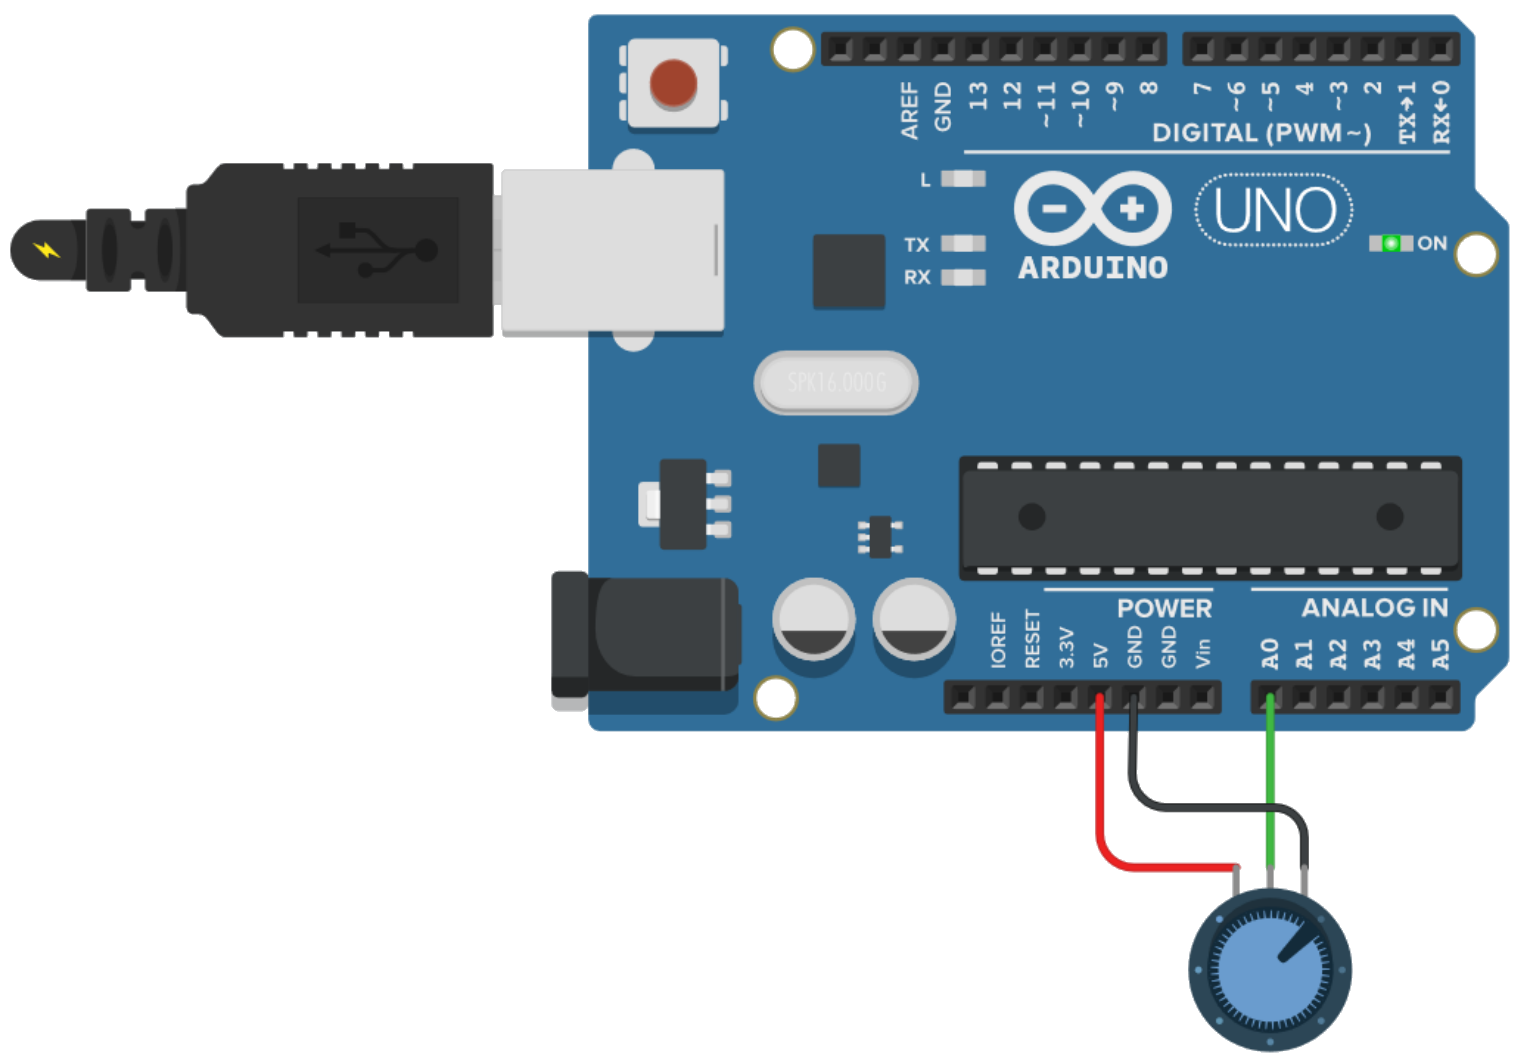 AREF
GND
13
12
~11
~10
~9
8
7
~6
~5
4
~3
2
TX→1
RX←0
DIGITAL (PWM~)
L
TX
RX
ARDUINO
UNO
ON
SPK16.000G
POWER
ANALOG IN
IOREF
RESET
3.3V
5V
GND
GND
Vin
A0
A1
A2
A3
A4
A5